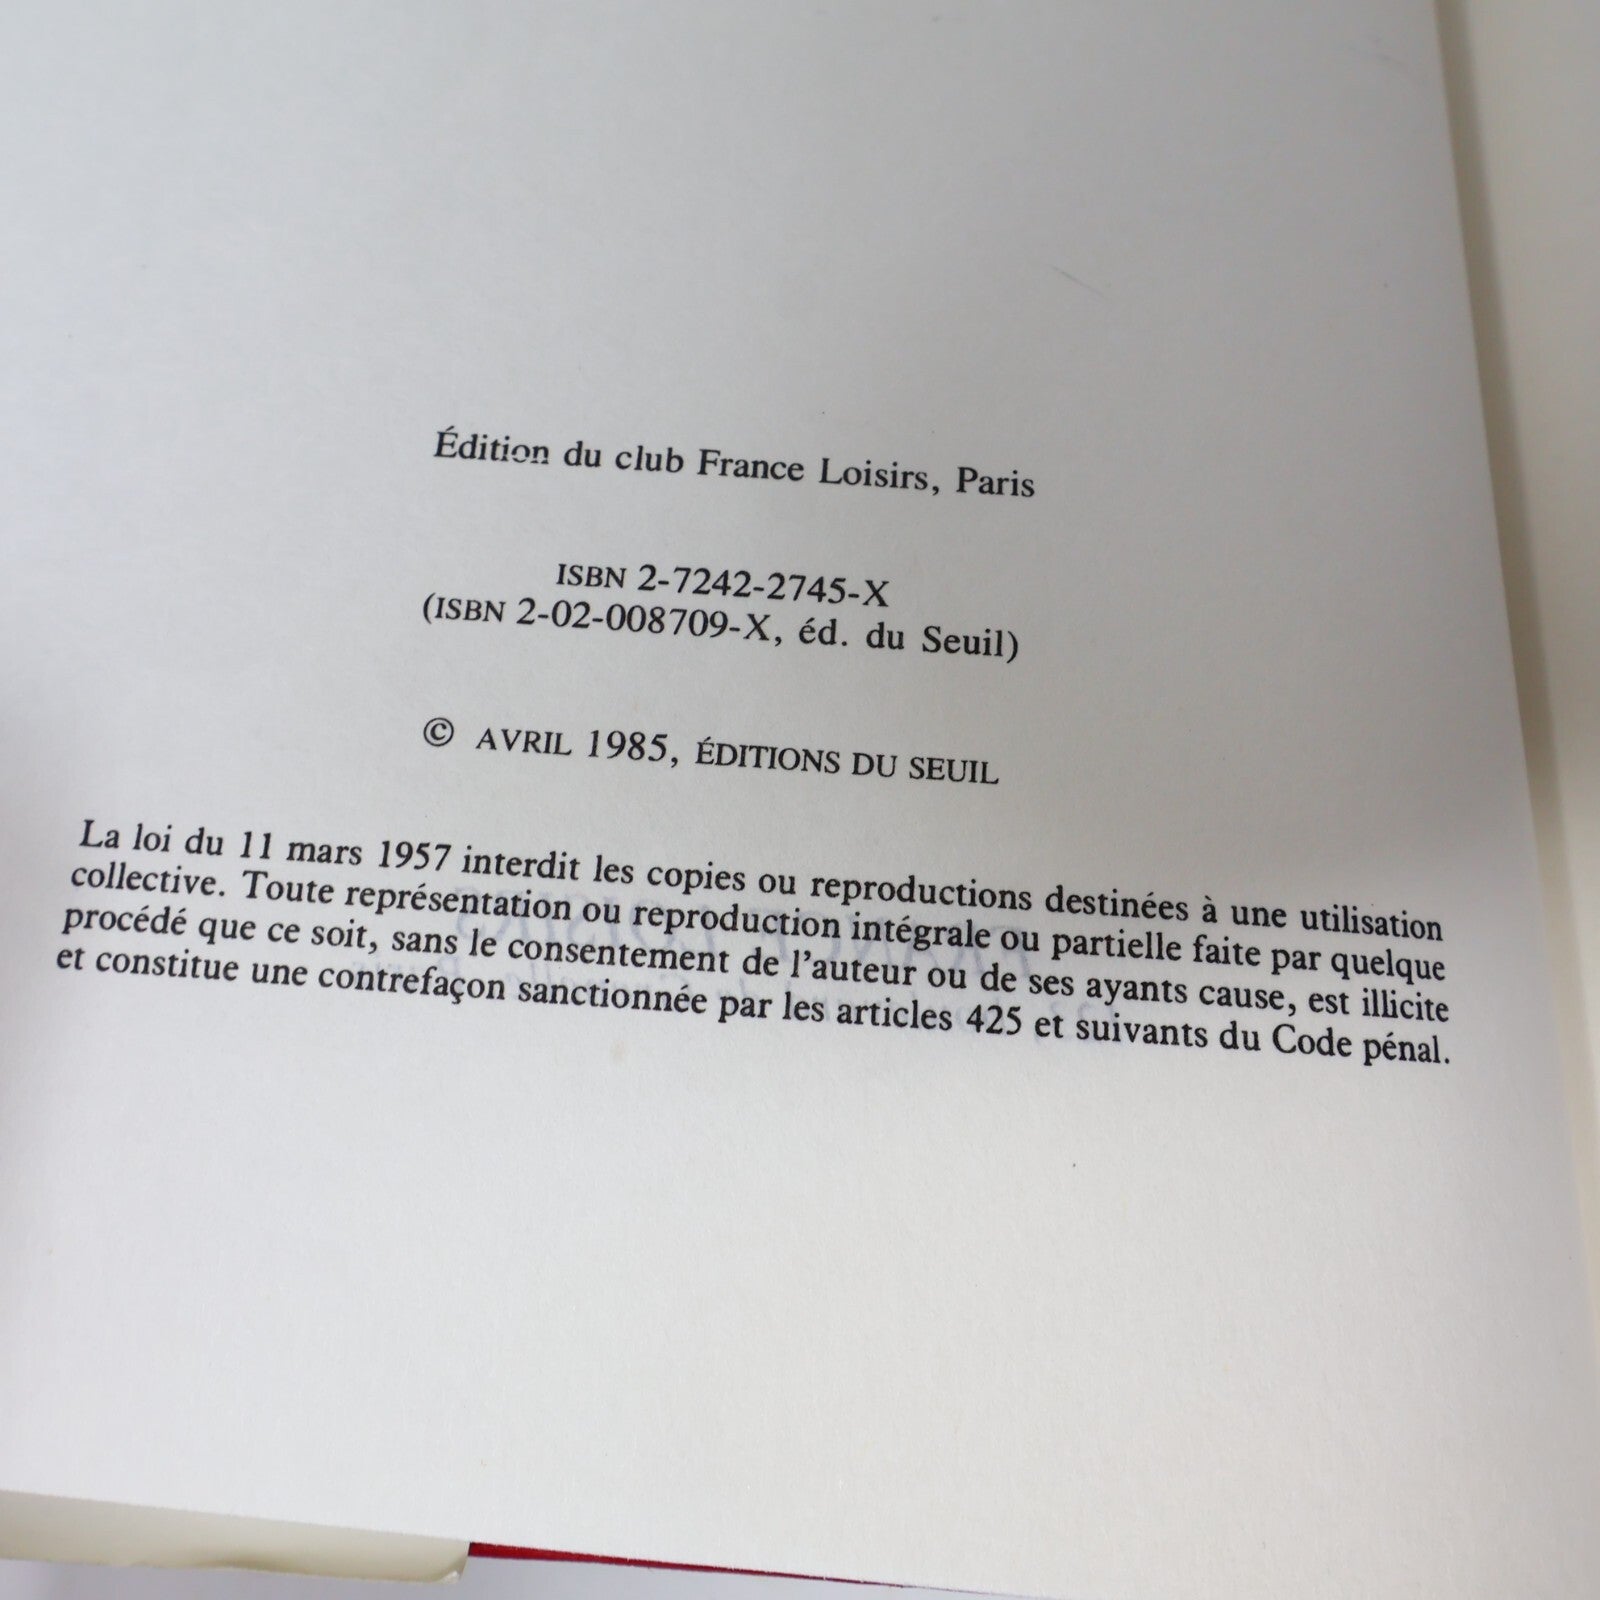 Édition du club France Loisirs, Paris
ISBN 2-7242-2745-X
(ISBN 2-02-008709-X, éd. du Seuil)
© AVRIL 1985, ÉDITIONS DU SEUIL
La loi du 11 mars 1957 interdit les copies ou reproductions destinées à une utilisation
collective. Toute représentation ou reproduction intégrale ou partielle faite par quelque
procédé que ce soit, sans le consentement de l'auteur ou de ses ayants cause, est illicite
et constitue une contrefaçon sanctionnée par les articles 425 et suivants du Code pénal.